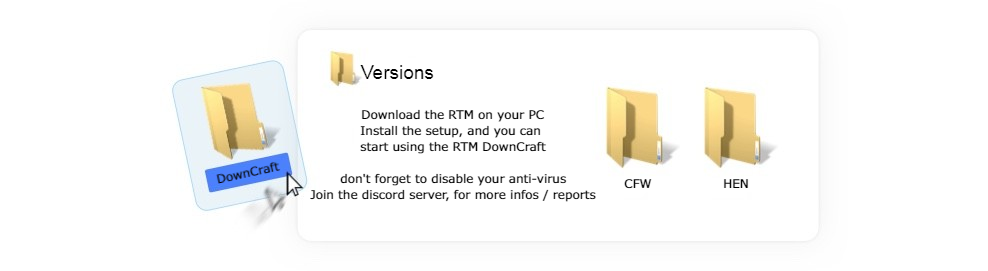 DownCraft
Versions
Download the RTM on your PC
Install the setup, and you can
start using the RTM DownCraft
don't forget to disable your anti-virus
Join the discord server, for more infos / reports
CFW
HEN